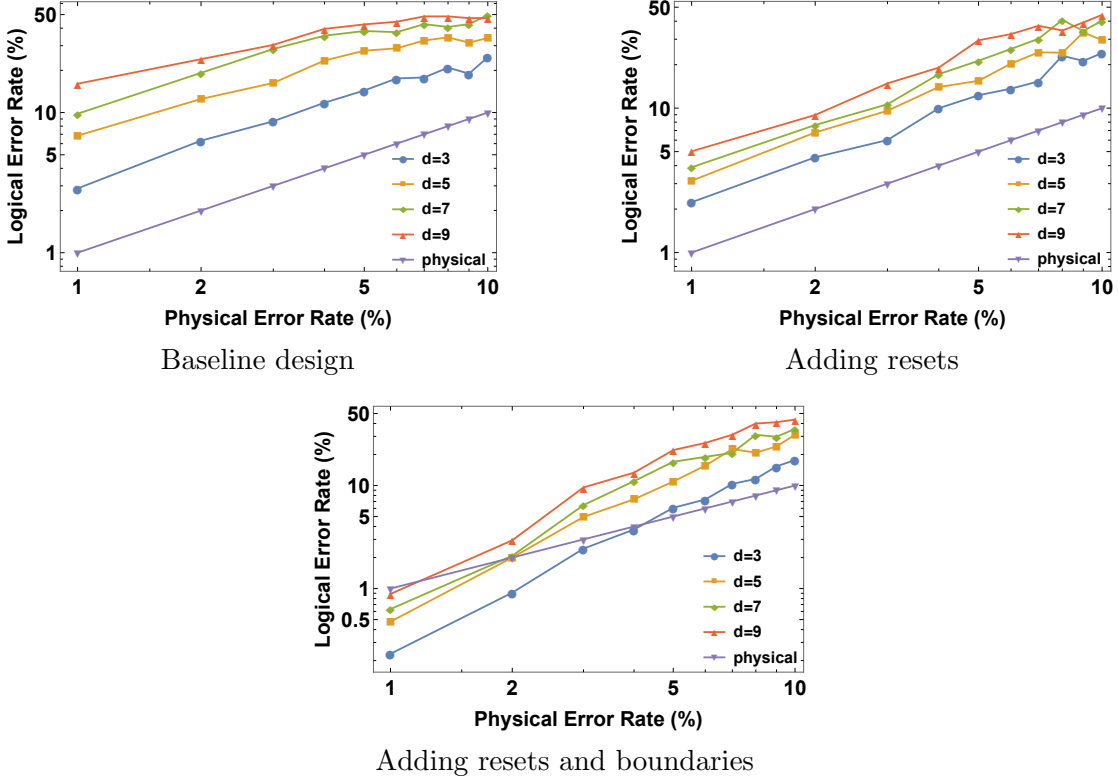 50
10
5
1
Logical Error Rate (%)
d=3
d=5
d=7
d=9
physical
1 2 5 10
Physical Error Rate (%)
Baseline design
50
10
5
1
Logical Error Rate (%)
d=3
d=5
d=7
d=9
physical
1 2 5 10
Physical Error Rate (%)
Adding resets
50
10
5
1
0.5
Logical Error Rate (%)
d=3
d=5
d=7
d=9
physical
1 2 5 10
Physical Error Rate (%)
Adding resets and boundaries